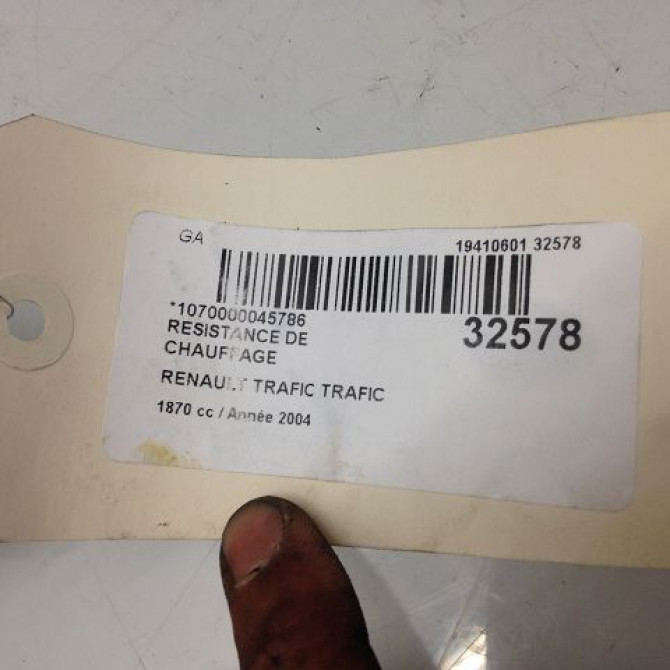 GA
19410601 32578
*1070000045786
32578
RESISTANCE DE
CHAUFFAGE
RENAULT TRAFIC TRAFIC
1870 cc / Année 2004